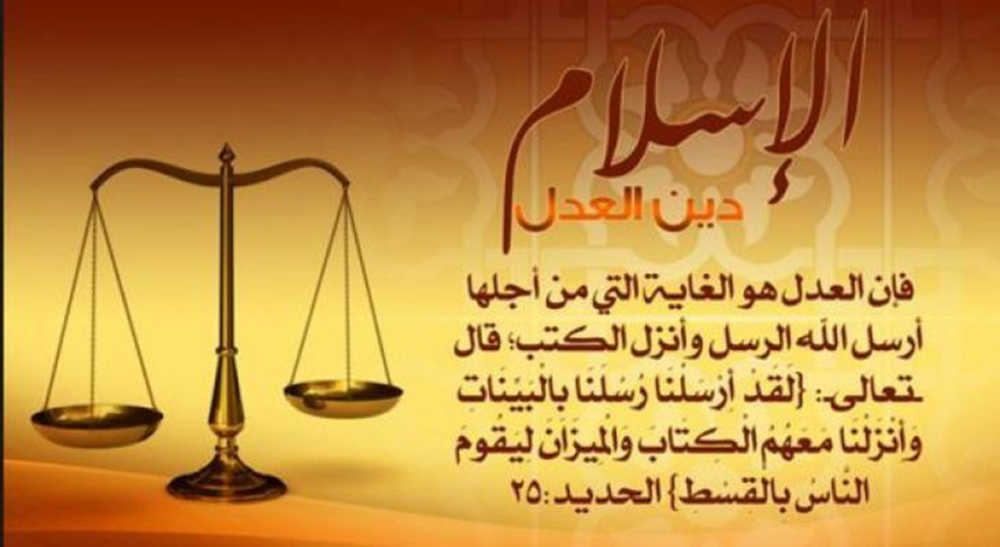 الإسلام
دين العدل
فإن العدل هو الغاية التي من أجلها
أرسل الله الرسل وأنزل الكتب؛ قال
تعالى: {لَقَدْ أَرْسَلْنَا رُسُلَنَا بِالْبَيِّنَاتِ
وَأَنْزَلْنَا مَعَهُمُ الْكِتَابَ وَالْمِيزَانَ لِيَقُومَ
النَّاسُ بِالْقِسْطِ} الحديد:٢٥